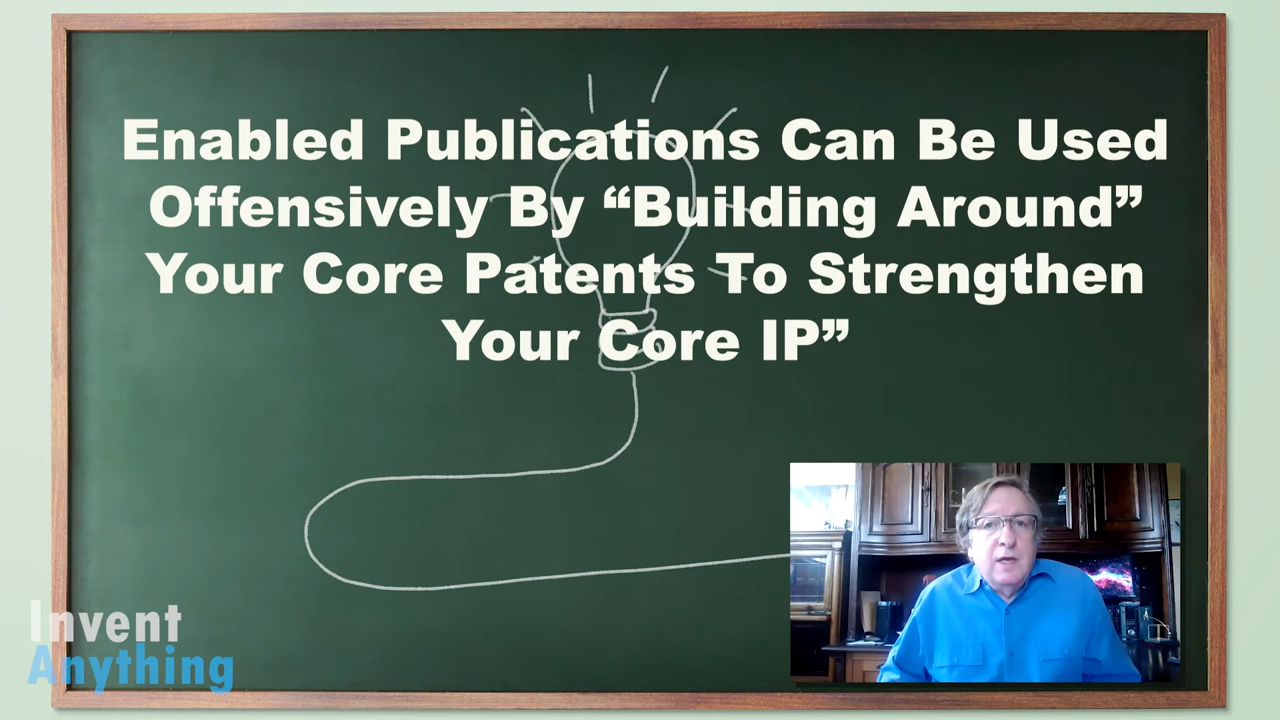 Enabled Publications Can Be Used
Offensively By “Building Around”
Your Core Patents To Strengthen
Your Core IP”
Invent
Anything